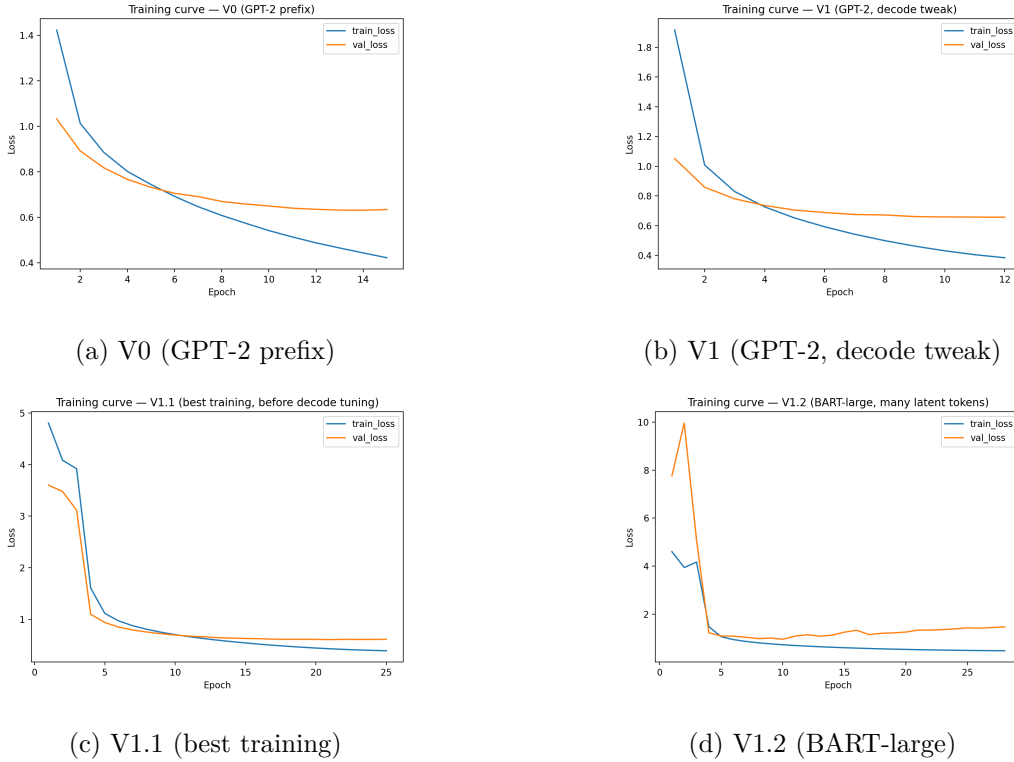 Training curve — V0 (GPT-2 prefix)
train_loss
val_loss
Loss
1.4
1.2
1.0
0.8
0.6
0.4
2 4 6 8 10 12 14
Epoch
(a) V0 (GPT-2 prefix)
Training curve — V1 (GPT-2, decode tweak)
train_loss
val_loss
Loss
1.8
1.6
1.4
1.2
1.0
0.8
0.6
0.4
2 4 6 8 10 12
Epoch
(b) V1 (GPT-2, decode tweak)
Training curve — V1.1 (best training, before decode tuning)
train_loss
val_loss
Loss
5
4
3
2
1
0 5 10 15 20 25
Epoch
(c) V1.1 (best training)
Training curve — V1.2 (BART-large, many latent tokens)
train_loss
val_loss
Loss
10
8
6
4
2
0 5 10 15 20 25
Epoch
(d) V1.2 (BART-large)